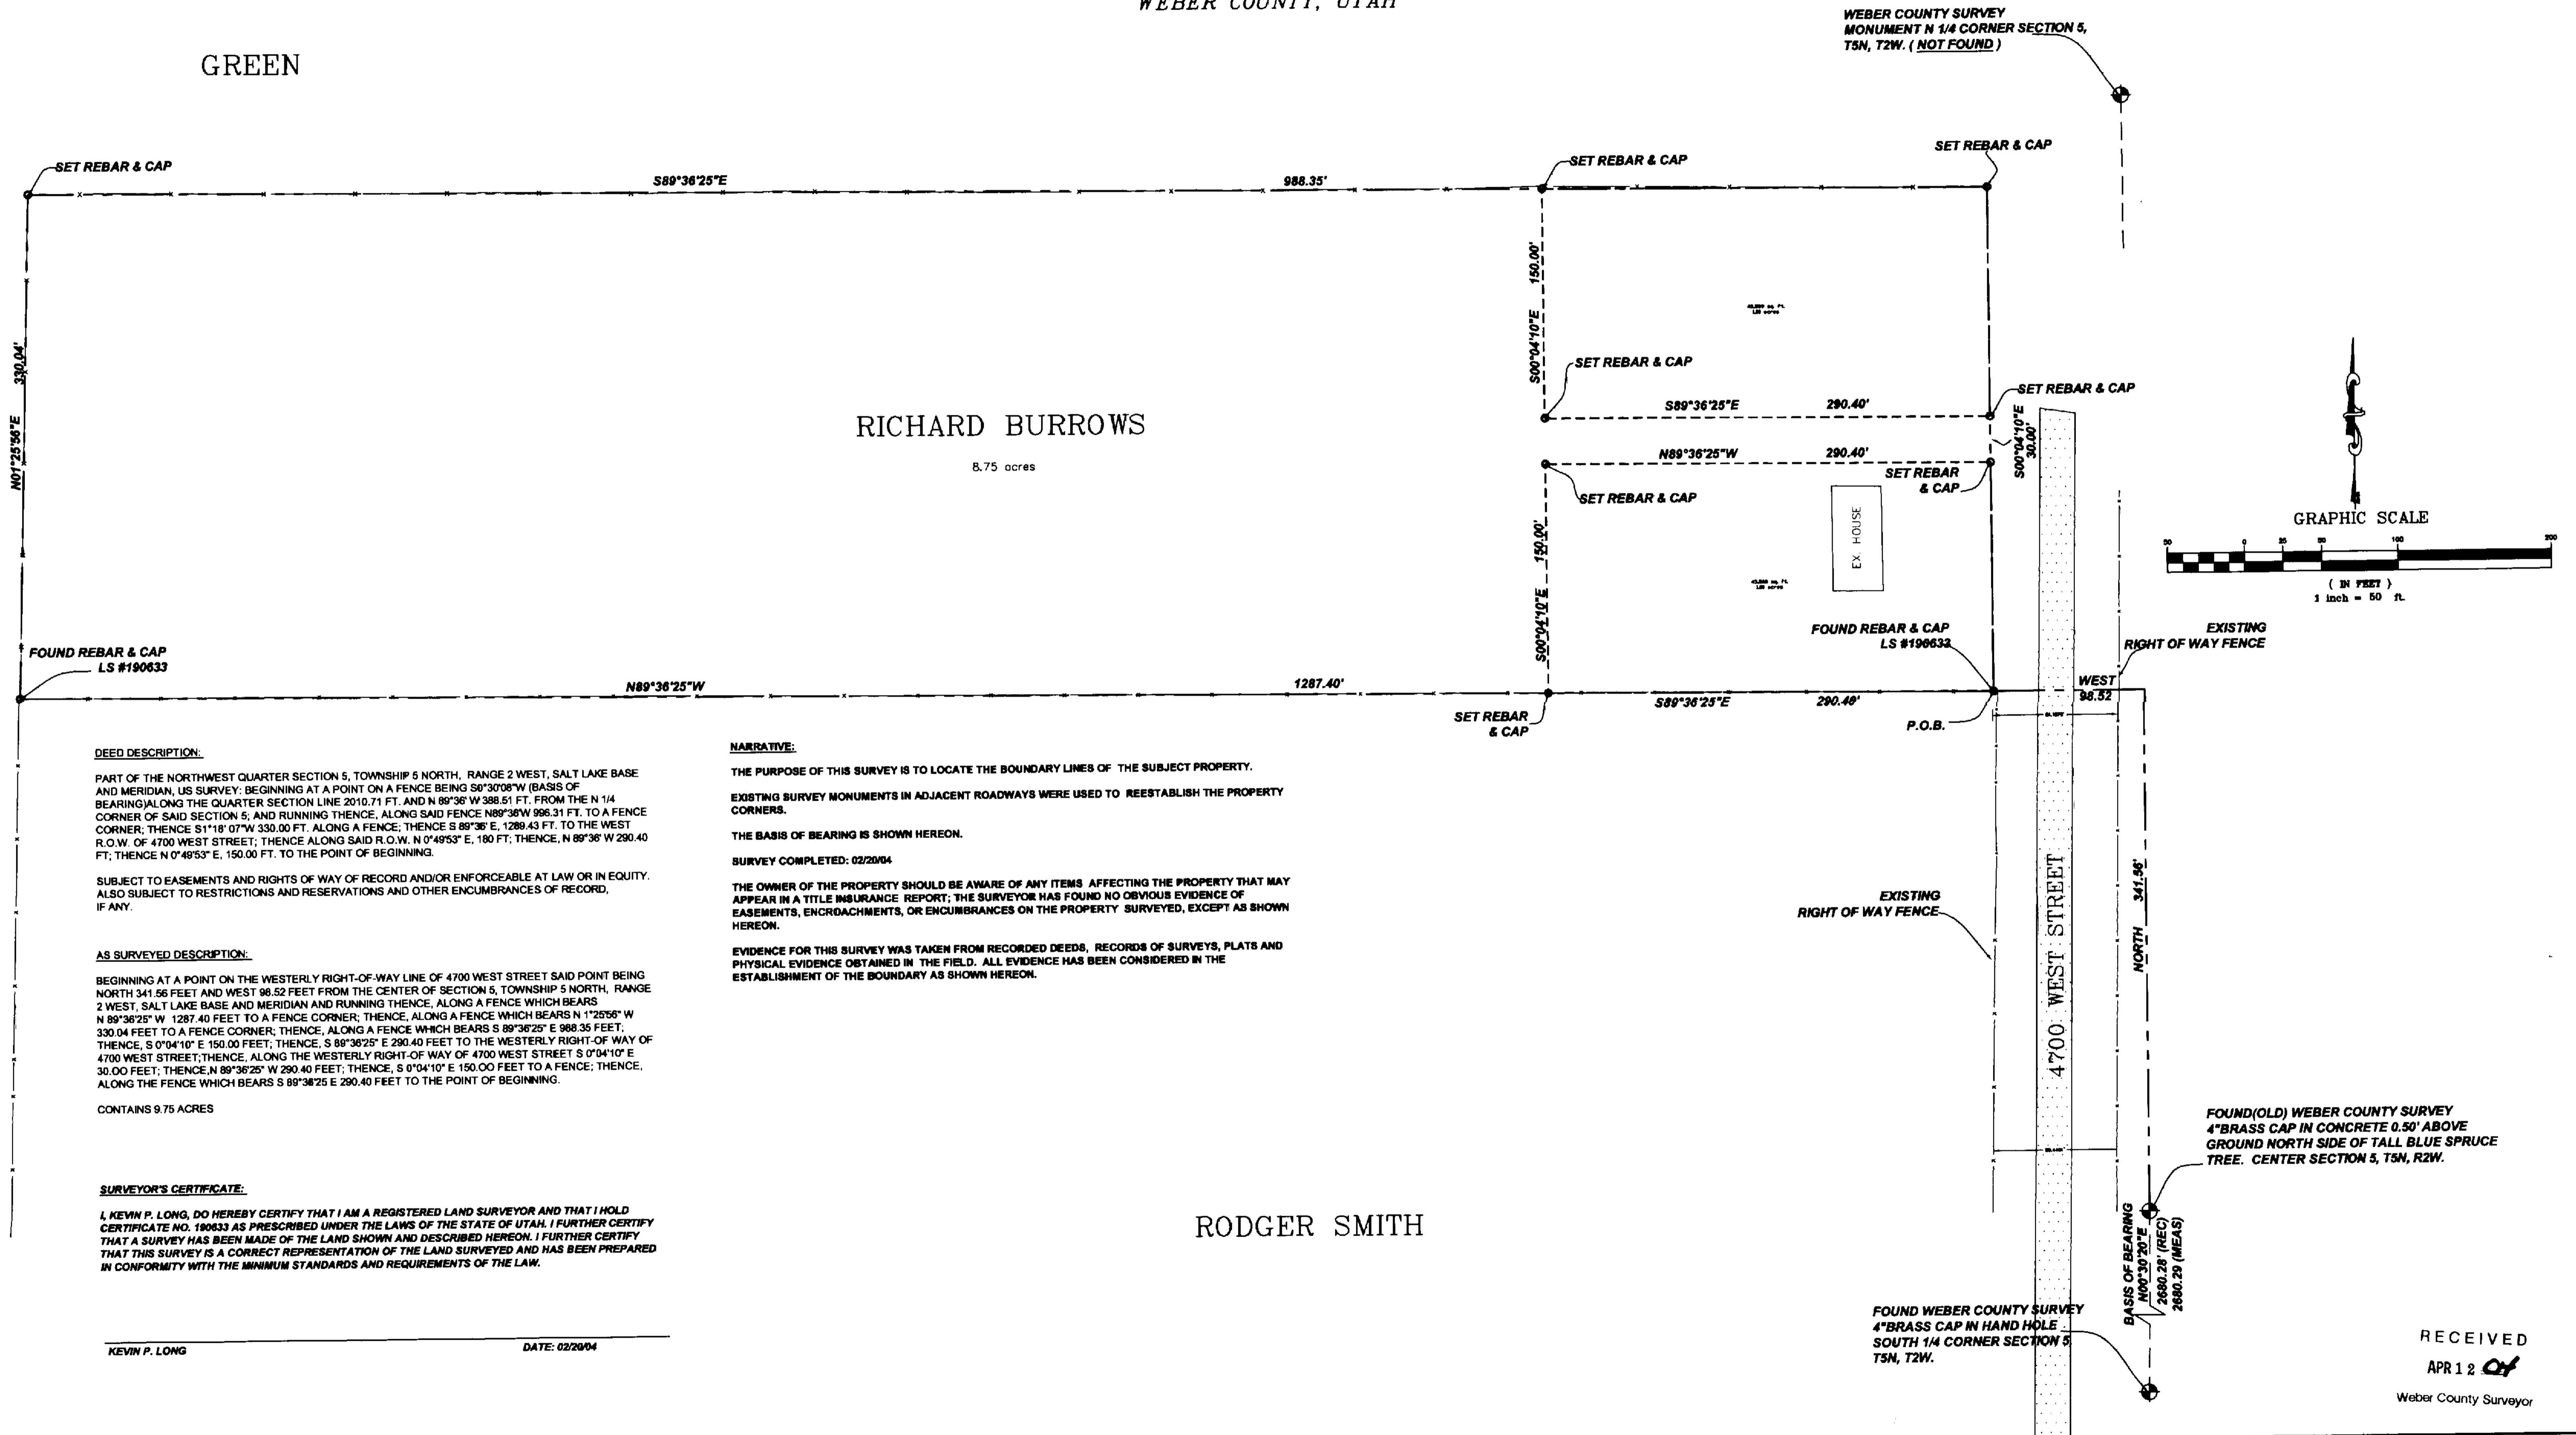 WEBER COUNTY, UTAH
GREEN
WEBER COUNTY SURVEY
MONUMENT N 1/4 CORNER SECTION 5,
T5N, T2W. ( NOT FOUND )
SET REBAR & CAP
S89°36'25"E
988.35'
SET REBAR & CAP
SET REBAR & CAP
N01°25'56"E 330.04'
S00°04'10"E 150.00'
SET REBAR & CAP
S89°36'25"E 290.40'
SET REBAR & CAP
S00°04'10"E
30.00'
RICHARD BURROWS
8.75 acres
N89°36'25"W 290.40'
SET REBAR
& CAP
SET REBAR & CAP
EX. HOUSE
S00°04'10"E 150.00'
GRAPHIC SCALE
50 0 25 50 100 200
( IN FEET )
1 inch = 50 ft.
FOUND REBAR & CAP
LS #190633
FOUND REBAR & CAP
LS #190633
EXISTING
RIGHT OF WAY FENCE
N89°36'25"W
1287.40'
S89°36'25"E 290.40'
WEST
98.52
SET REBAR
& CAP
P.O.B.
DEED DESCRIPTION:
PART OF THE NORTHWEST QUARTER SECTION 5, TOWNSHIP 5 NORTH, RANGE 2 WEST, SALT LAKE BASE
AND MERIDIAN, US SURVEY: BEGINNING AT A POINT ON A FENCE BEING S0°30'08"W (BASIS OF
BEARING)ALONG THE QUARTER SECTION LINE 2010.71 FT. AND N 89°36' W 388.51 FT. FROM THE N 1/4
CORNER OF SAID SECTION 5; AND RUNNING THENCE, ALONG SAID FENCE N89°36'W 996.31 FT. TO A FENCE
CORNER; THENCE S1°18' 07"W 330.00 FT. ALONG A FENCE; THENCE S 89°36' E, 1289.43 FT. TO THE WEST
R.O.W. OF 4700 WEST STREET; THENCE ALONG SAID R.O.W. N 0°49'53" E, 180 FT; THENCE, N 89°36' W 290.40
FT; THENCE N 0°49'53" E, 150.00 FT. TO THE POINT OF BEGINNING.
SUBJECT TO EASEMENTS AND RIGHTS OF WAY OF RECORD AND/OR ENFORCEABLE AT LAW OR IN EQUITY.
ALSO SUBJECT TO RESTRICTIONS AND RESERVATIONS AND OTHER ENCUMBRANCES OF RECORD,
IF ANY.
AS SURVEYED DESCRIPTION:
BEGINNING AT A POINT ON THE WESTERLY RIGHT-OF-WAY LINE OF 4700 WEST STREET SAID POINT BEING
NORTH 341.56 FEET AND WEST 98.52 FEET FROM THE CENTER OF SECTION 5, TOWNSHIP 5 NORTH, RANGE
2 WEST, SALT LAKE BASE AND MERIDIAN AND RUNNING THENCE, ALONG A FENCE WHICH BEARS
N 89°36'25" W 1287.40 FEET TO A FENCE CORNER; THENCE, ALONG A FENCE WHICH BEARS N 1°25'56" W
330.04 FEET TO A FENCE CORNER; THENCE, ALONG A FENCE WHICH BEARS S 89°36'25" E 988.35 FEET;
THENCE, S 0°04'10" E 150.00 FEET; THENCE, S 89°36'25" E 290.40 FEET TO THE WESTERLY RIGHT-OF WAY OF
4700 WEST STREET;THENCE, ALONG THE WESTERLY RIGHT-OF WAY OF 4700 WEST STREET S 0°04'10" E
30.00 FEET; THENCE,N 89°36'25" W 290.40 FEET; THENCE, S 0°04'10" E 150.00 FEET TO A FENCE; THENCE,
ALONG THE FENCE WHICH BEARS S 89°36'25 E 290.40 FEET TO THE POINT OF BEGINNING.
CONTAINS 9.75 ACRES
SURVEYOR'S CERTIFICATE:
I, KEVIN P. LONG, DO HEREBY CERTIFY THAT I AM A REGISTERED LAND SURVEYOR AND THAT I HOLD
CERTIFICATE NO. 190633 AS PRESCRIBED UNDER THE LAWS OF THE STATE OF UTAH. I FURTHER CERTIFY
THAT A SURVEY HAS BEEN MADE OF THE LAND SHOWN AND DESCRIBED HEREON. I FURTHER CERTIFY
THAT THIS SURVEY IS A CORRECT REPRESENTATION OF THE LAND SURVEYED AND HAS BEEN PREPARED
IN CONFORMITY WITH THE MINIMUM STANDARDS AND REQUIREMENTS OF THE LAW.
KEVIN P. LONG
DATE: 02/20/04
NARRATIVE:
THE PURPOSE OF THIS SURVEY IS TO LOCATE THE BOUNDARY LINES OF THE SUBJECT PROPERTY.
EXISTING SURVEY MONUMENTS IN ADJACENT ROADWAYS WERE USED TO REESTABLISH THE PROPERTY
CORNERS.
THE BASIS OF BEARING IS SHOWN HEREON.
SURVEY COMPLETED: 02/20/04
THE OWNER OF THE PROPERTY SHOULD BE AWARE OF ANY ITEMS AFFECTING THE PROPERTY THAT MAY
APPEAR IN A TITLE INSURANCE REPORT; THE SURVEYOR HAS FOUND NO OBVIOUS EVIDENCE OF
EASEMENTS, ENCROACHMENTS, OR ENCUMBRANCES ON THE PROPERTY SURVEYED, EXCEPT AS SHOWN
HEREON.
EVIDENCE FOR THIS SURVEY WAS TAKEN FROM RECORDED DEEDS, RECORDS OF SURVEYS, PLATS AND
PHYSICAL EVIDENCE OBTAINED IN THE FIELD. ALL EVIDENCE HAS BEEN CONSIDERED IN THE
ESTABLISHMENT OF THE BOUNDARY AS SHOWN HEREON.
RODGER SMITH
EXISTING
RIGHT OF WAY FENCE
4700 WEST STREET
NORTH 341.56'
FOUND(OLD) WEBER COUNTY SURVEY
4"BRASS CAP IN CONCRETE 0.50' ABOVE
GROUND NORTH SIDE OF TALL BLUE SPRUCE
TREE. CENTER SECTION 5, T5N, R2W.
BASIS OF BEARING
N00°30'20"E
2680.28' (REC)
2680.29 (MEAS)
FOUND WEBER COUNTY SURVEY
4"BRASS CAP IN HAND HOLE
SOUTH 1/4 CORNER SECTION 5
T5N, T2W.
RECEIVED
APR 12 04
Weber County Surveyor